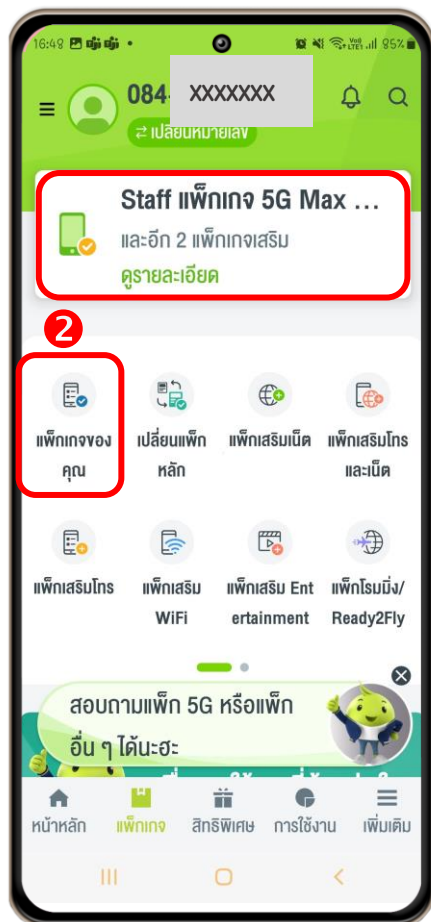 16:49 • LTE1 85%
084- XXXXXXX
เปลี่ยนหมายเลข
Staff แพ็กเกจ 5G Max ...
และอีก 2 แพ็กเกจเสริม
ดูรายละเอียด
2
แพ็กเกจของ
คุณ
เปลี่ยนแพ็ก
หลัก
แพ็กเสริมเน็ต
แพ็กเสริมโทร
และเน็ต
แพ็กเสริมโทร
แพ็กเสริม
WiFi
แพ็กเสริม Ent
ertainment
แพ็กโรมมิ่ง/
Ready2Fly
สอบถามแพ็ก 5G หรือแพ็ก
อื่น ๆ ได้นะฮะ
หน้าหลัก แพ็กเกจ สิทธิพิเศษ การใช้งาน เพิ่มเติม